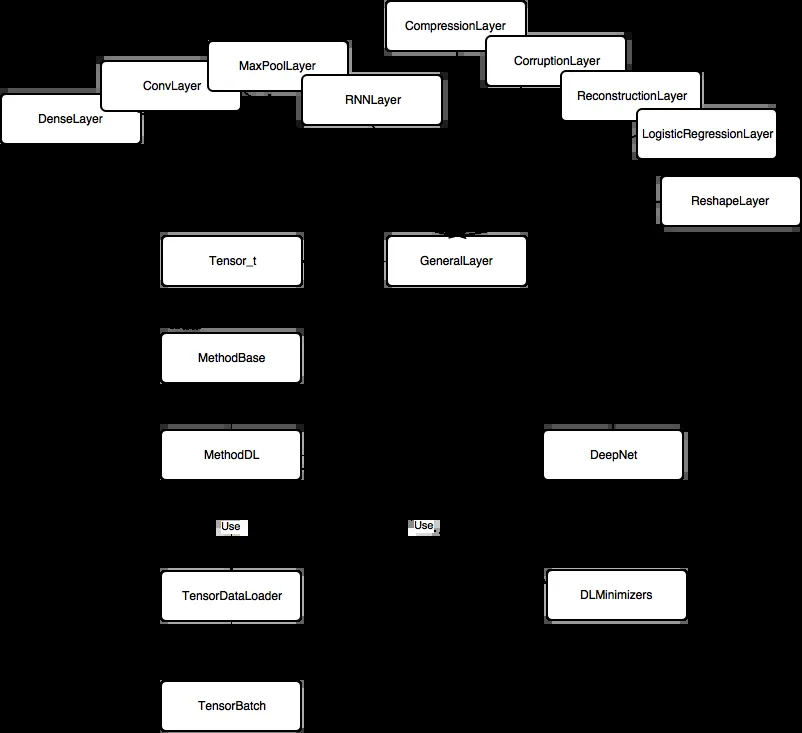 CompressionLayer
CorruptionLayer
MaxPoolLayer
ConvLayer
ReconstructionLayer
RNNLayer
DenseLayer
LogisticRegressionLayer
ReshapeLayer
Tensor_t
GeneralLayer
MethodBase
MethodDL
DeepNet
Use
Use
TensorDataLoader
DLMinimizers
TensorBatch